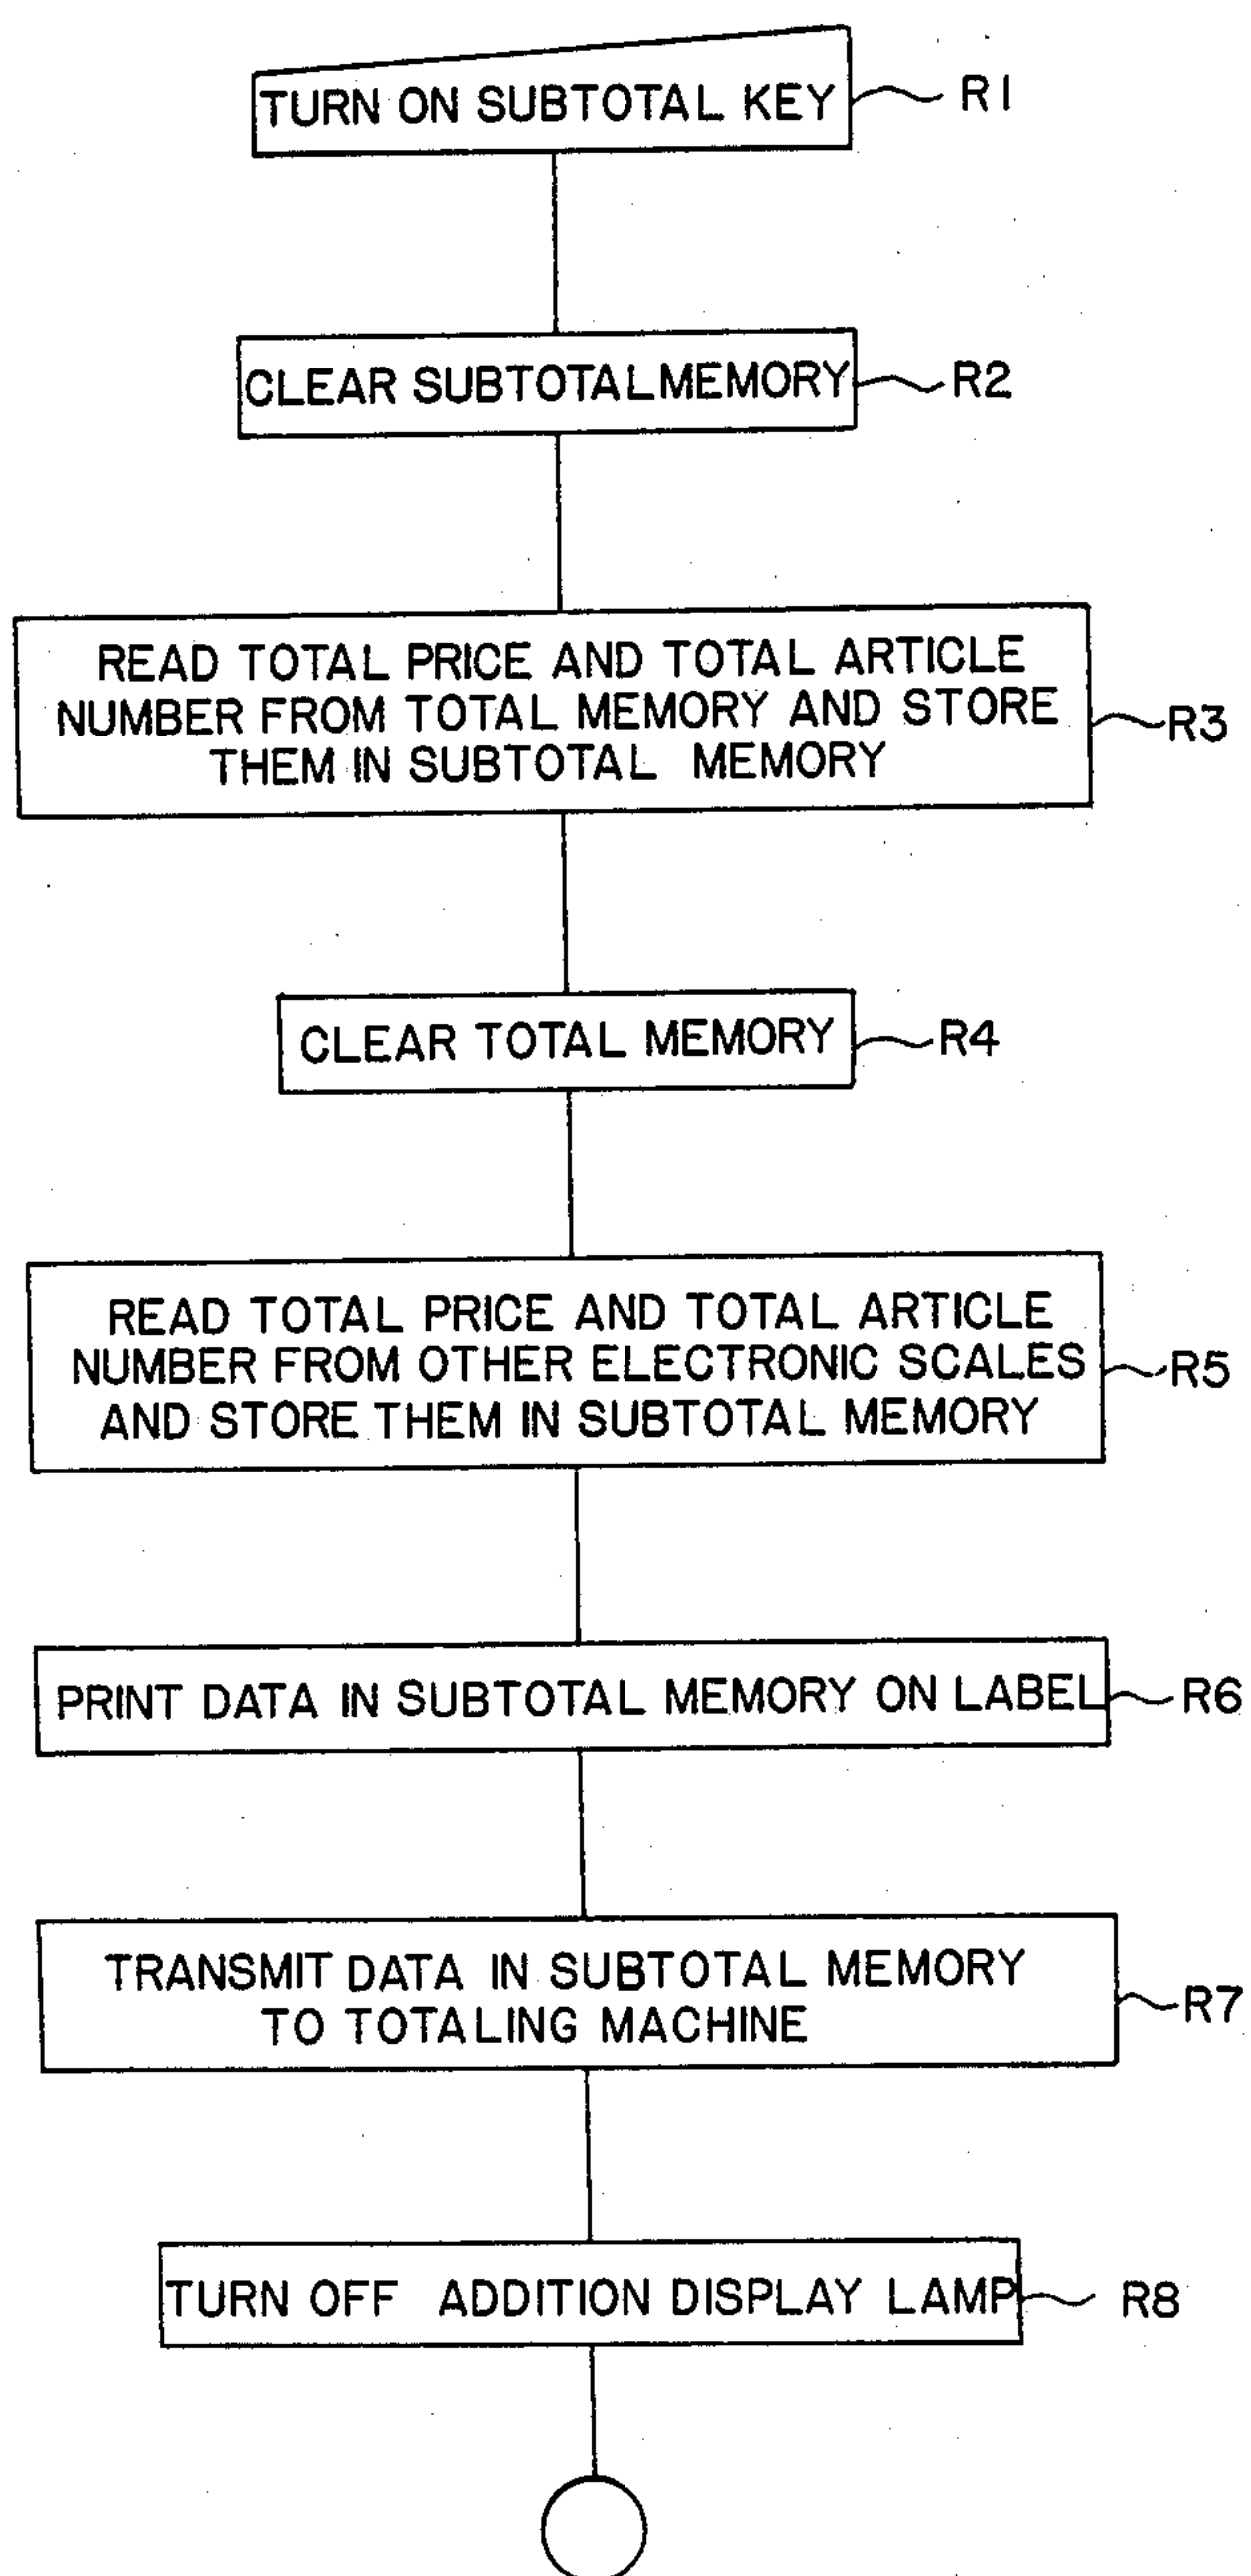 TURN ON SUBTOTAL KEY R1
CLEAR SUBTOTAL MEMORY R2
READ TOTAL PRICE AND TOTAL ARTICLE
NUMBER FROM TOTAL MEMORY AND STORE R3
THEM IN SUBTOTAL MEMORY
CLEAR TOTAL MEMORY R4
READ TOTAL PRICE AND TOTAL ARTICLE
NUMBER FROM OTHER ELECTRONIC SCALES R5
AND STORE THEM IN SUBTOTAL MEMORY
PRINT DATA IN SUBTOTAL MEMORY ON LABEL R6
TRANSMIT DATA IN SUBTOTAL MEMORY
TO TOTALING MACHINE R7
TURN OFF ADDITION DISPLAY LAMP R8